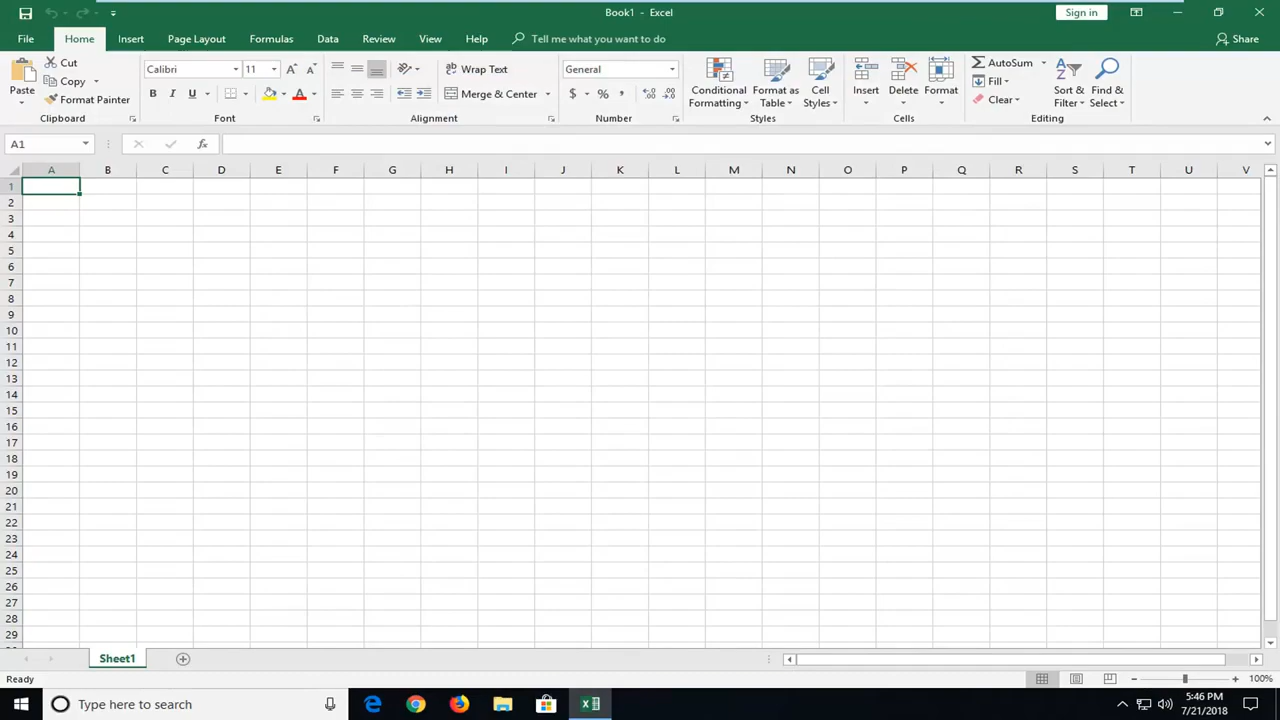 Book1 - Excel
Sign in
File Home Insert Page Layout Formulas Data Review View Help Tell me what you want to do Share
Paste
Cut
Copy
Format Painter
Clipboard
Calibri 11
B I U A
Font
Wrap Text
Merge & Center
Alignment
General
$ % ,
Number
Conditional Formatting
Format as Table
Cell Styles
Styles
Insert
Delete
Format
Cells
AutoSum
Fill
Clear
Sort & Filter
Find & Select
Editing
A1 fx
A B C D E F G H I J K L M N O P Q R S T U V
1
2
3
4
5
6
7
8
9
10
11
12
13
14
15
16
17
18
19
20
21
22
23
24
25
26
27
28
29
Sheet1
Ready 100%
Type here to search
5:46 PM
7/21/2018